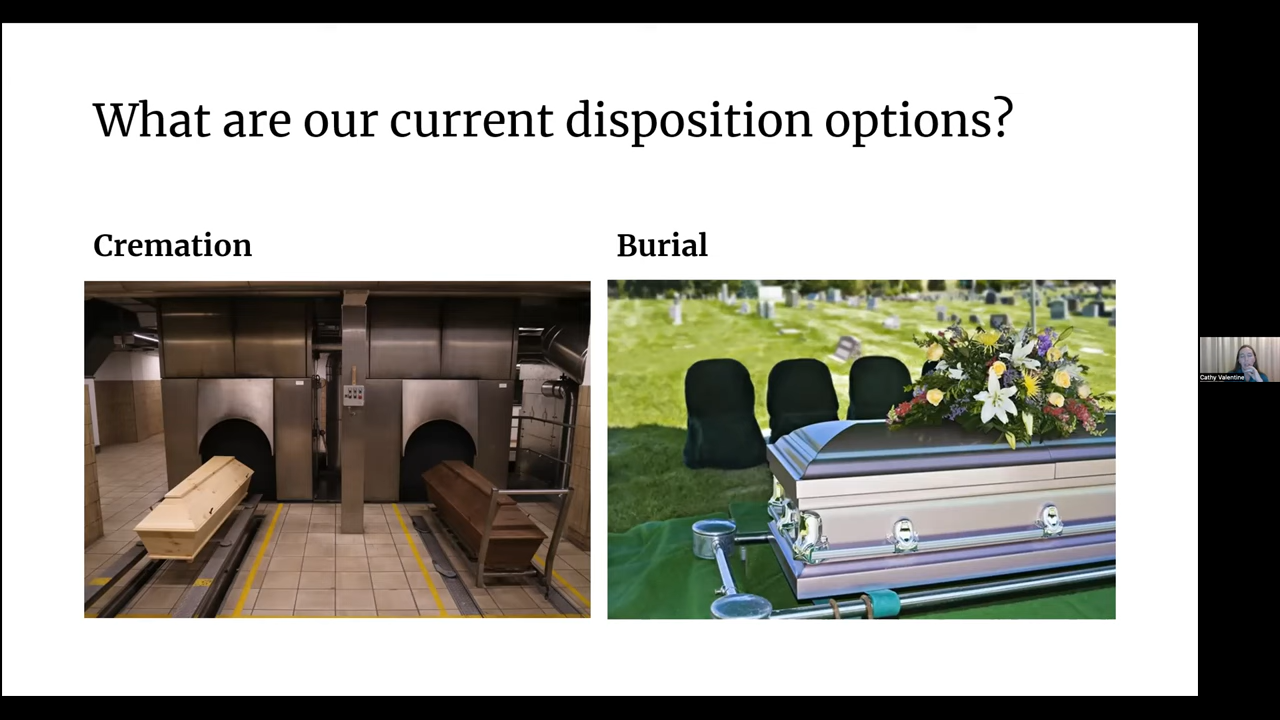 What are our current disposition options?
Cremation
Burial
Cathy Valentine